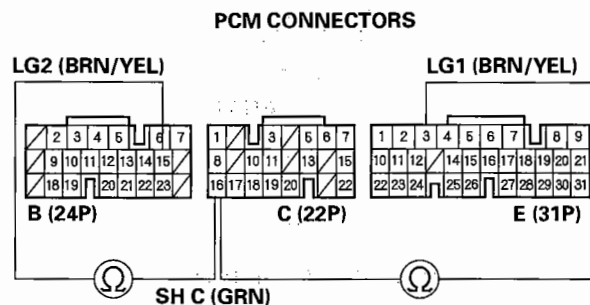 PCM CONNECTORS
LG2 (BRN/YEL) LG1 (BRN/YEL)
2 3 4 5 6 7 1 3 5 6 7 1 2 3 4 5 6 7 8 9
9 10 11 12 13 14 15 8 10 11 13 15 10 11 12 14 15 16 17 18 19 20 21
18 19 20 21 22 23 16 17 18 19 20 22 22 23 24 25 26 27 28 29 30 31
B (24P) C (22P) E (31P)
Ω Ω
SH C (GRN)